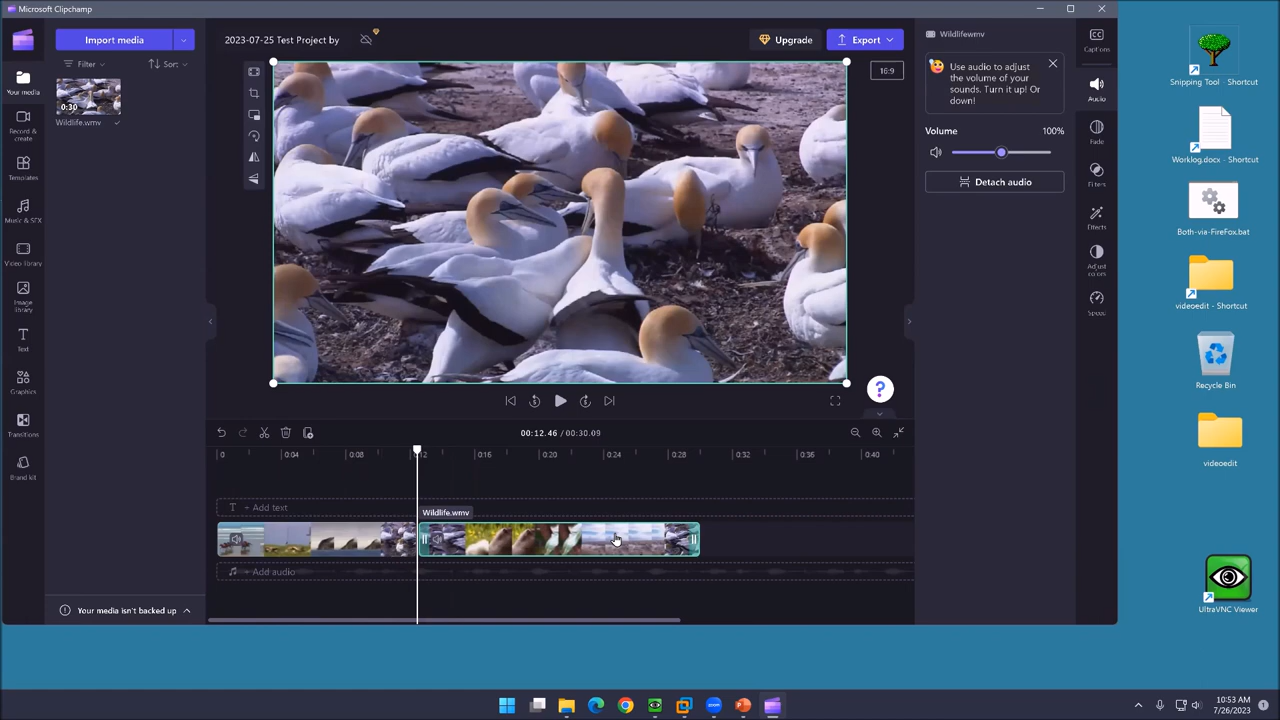 Microsoft Clipchamp
Import media
2023-07-25 Test Project by
Upgrade
Export
Wildlifewmv
Captions
Your media
Filter
Sort
0:30
Wildlife.wmv
16:9
Use audio to adjust
the volume of your
sounds. Turn it up! Or
down!
Audio
Record &
create
Volume
100%
Fade
Templates
Detach audio
Filters
Music & SFX
Effects
Video library
Adjust
colors
Image
library
Speed
Text
Graphics
5
5
?
Transitions
00:12.46 / 00:30.09
0
0:04
0:08
0:12
0:16
0:20
0:24
0:28
0:32
0:36
0:40
Brand kit
T + Add text
Wildlife.wmv
+ Add audio
Your media isn't backed up
Snipping Tool - Shortcut
Worklog.docx - Shortcut
Both-via-FireFox.bat
videoedit - Shortcut
Recycle Bin
videoedit
UltraVNC Viewer
zoom
10:53 AM
7/26/2023